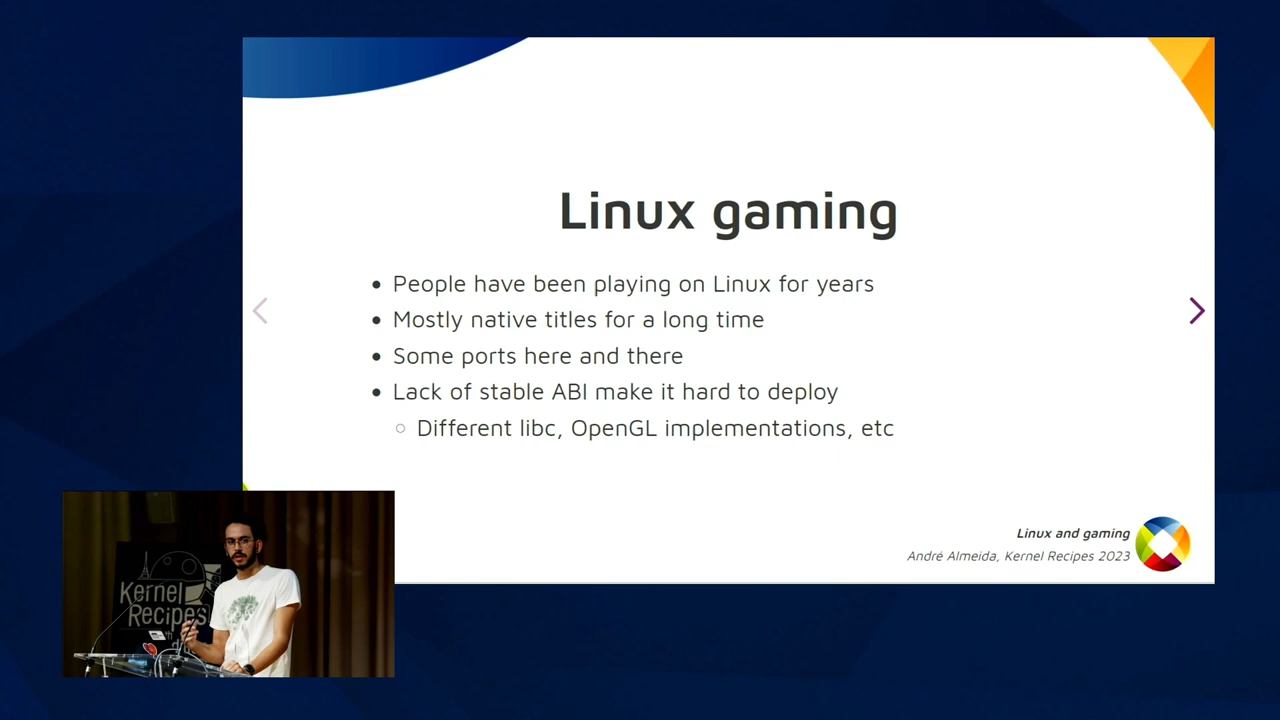 Linux gaming
People have been playing on Linux for years
Mostly native titles for a long time
Some ports here and there
Lack of stable ABI make it hard to deploy
Different libc, OpenGL implementations, etc
Linux and gaming
André Almeida, Kernel Recipes 2023
Kernel
Recipes